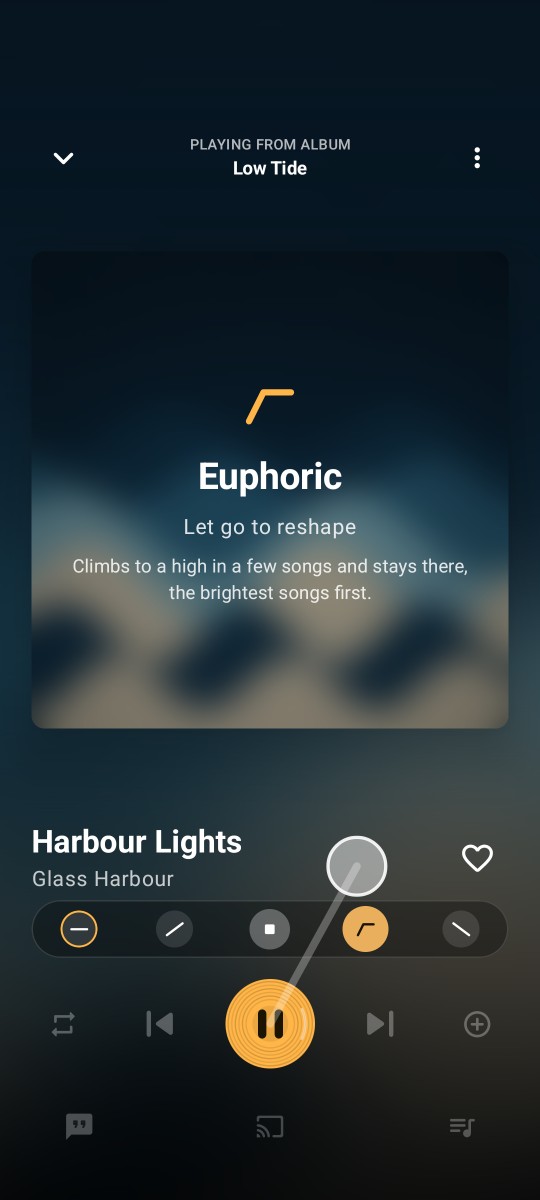 PLAYING FROM ALBUM
Low Tide
Euphoric
Let go to reshape
Climbs to a high in a few songs and stays there,
the brightest songs first.
Harbour Lights
Glass Harbour